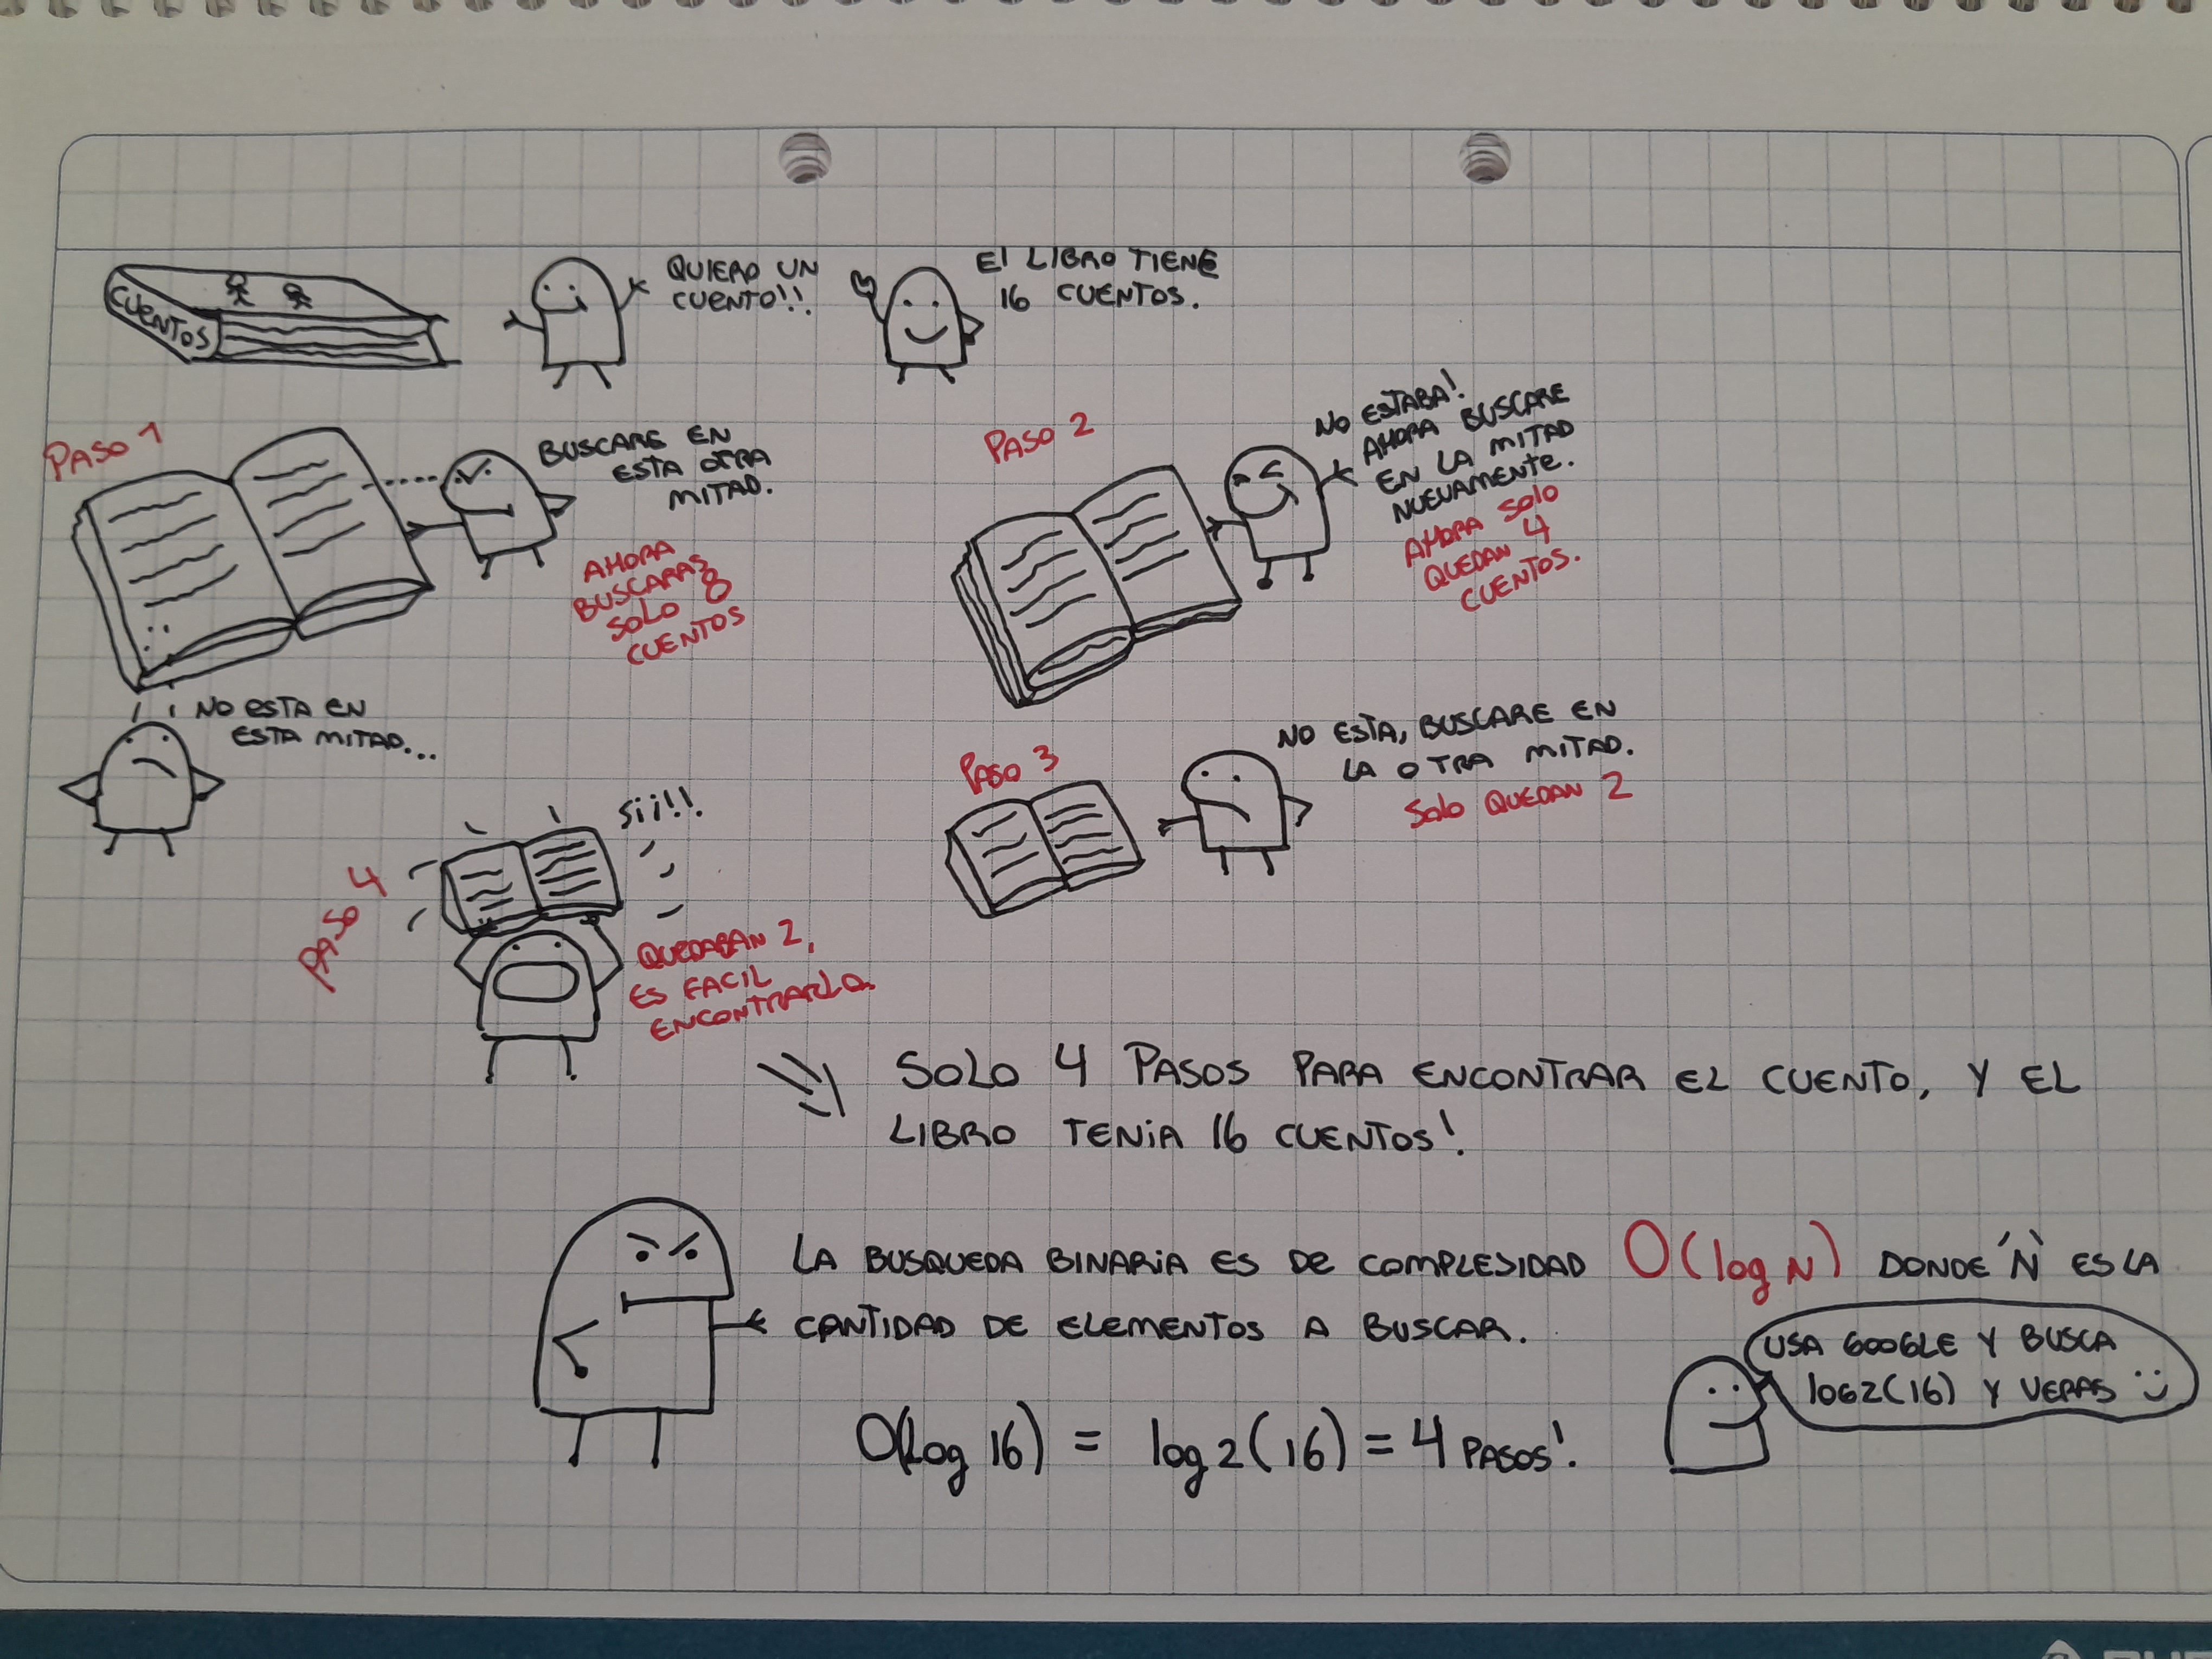 CUENTOS
QUIERO UN
CUENTO!!
El LIBRO TIENE
16 CUENTOS.
PASO 1
BUSCARE EN
ESTA OTRA
MITAD.
AHORA
BUSCARAS
SOLO 8
CUENTOS
NO ESTA EN
ESTA MITAD...
PASO 2
NO ESTABA!
AHORA BUSCARE
EN LA MITAD
NUEVAMENTE.
AHORA SOLO
QUEDAN 4
CUENTOS.
PASO 3
NO ESTA, BUSCARE EN
LA OTRA MITAD.
SOLO QUEDAN 2
PASO 4
Sii!!
QUEDABAN 2,
ES FACIL
ENCONTRARLO.
SOLO 4 PASOS PARA ENCONTRAR EL CUENTO, Y EL
LIBRO TENIA 16 CUENTOS!
LA BUSQUEDA BINARIA ES DE COMPLESIDAD O(log N) DONDE 'N' ES LA
CANTIDAD DE ELEMENTOS A BUSCAR.
USA GOOGLE Y BUSCA
log2(16) Y VERAS :)
O(log 16) = log2(16) = 4 PASOS!